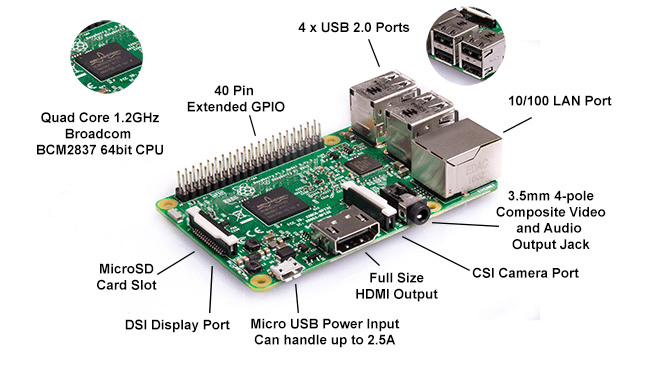 4 x USB 2.0 Ports
40 Pin
Extended GPIO
10/100 LAN Port
Quad Core 1.2GHz
Broadcom
BCM2837 64bit CPU
3.5mm 4-pole
Composite Video
and Audio
Output Jack
CSI Camera Port
MicroSD
Card Slot
Full Size
HDMI Output
DSI Display Port
Micro USB Power Input
Can handle up to 2.5A